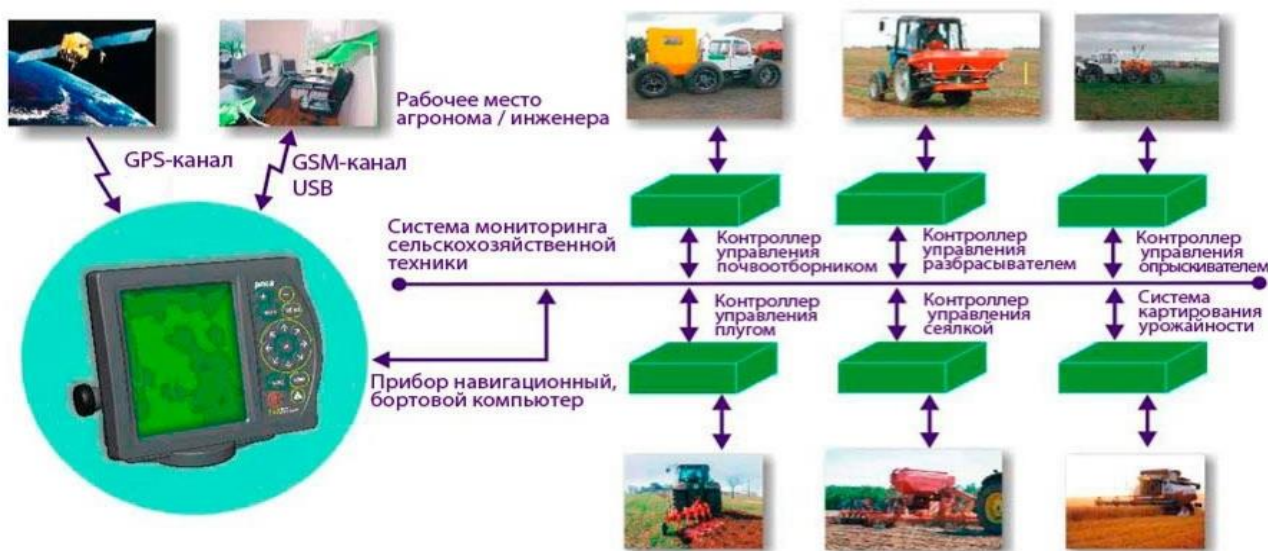 Рабочее место
агронома / инженера
GPS-канал
GSM-канал
USB
Система мониторинга
сельскохозяйственной
техники
Контроллер
управления
почвоотборником
Контроллер
управления
разбрасывателем
Контроллер
управления
опрыскивателем
Контроллер
управления
плугом
Контроллер
управления
сеялкой
Система
картирования
урожайности
Прибор навигационный,
бортовой компьютер